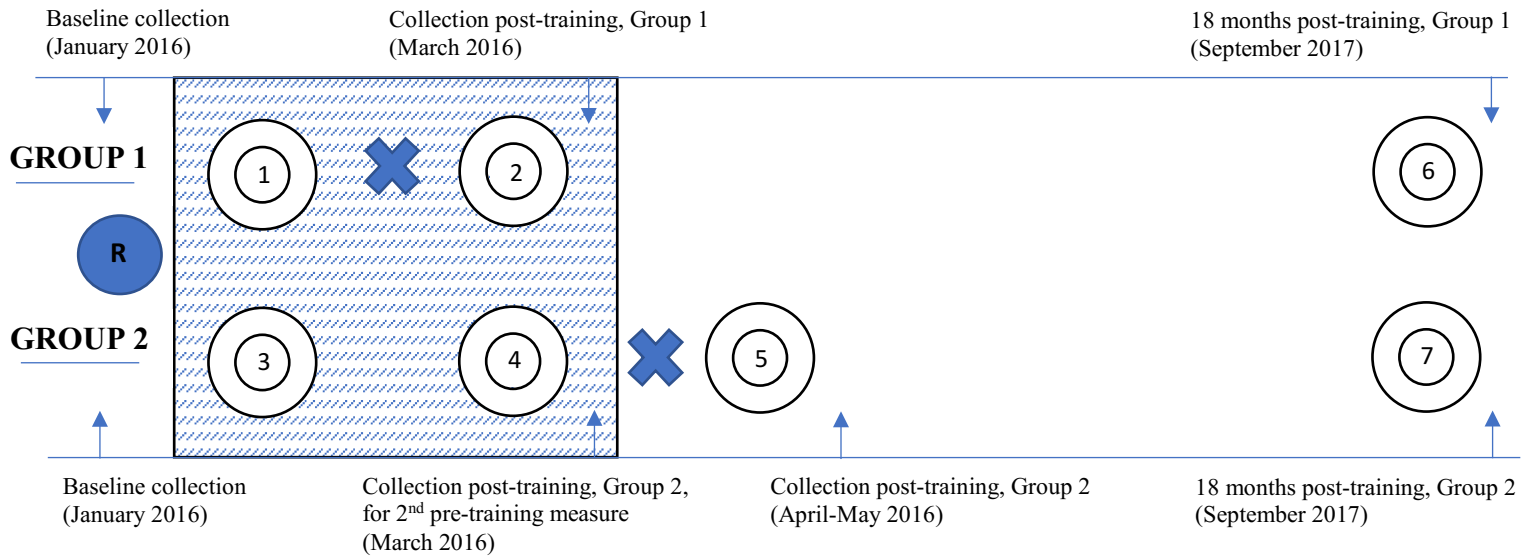 Baseline collection
(January 2016)
Collection post-training, Group 1
(March 2016)
18 months post-training, Group 1
(September 2017)
GROUP 1
1
2
6
R
GROUP 2
3
4
5
7
Baseline collection
(January 2016)
Collection post-training, Group 2,
for 2nd pre-training measure
(March 2016)
Collection post-training, Group 2
(April-May 2016)
18 months post-training, Group 2
(September 2017)